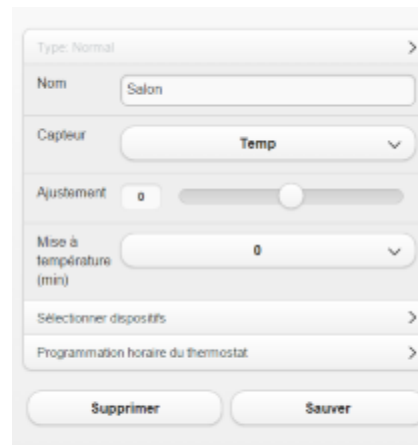 Type: Normal
Nom
Salon
Capteur
Temp
Ajustement
0
Mise à
température
(min)
0
Sélectionner dispositifs
Programmation horaire du thermostat
Supprimer
Sauver